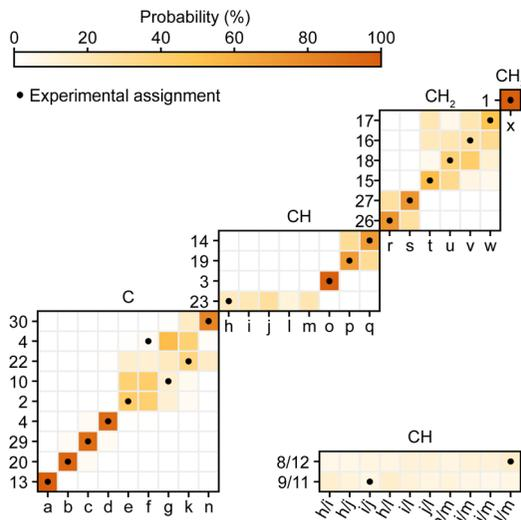 Probability (%)
0 20 40 60 80 100
Experimental assignment
CH
CH2
1
x
17
16
18
15
27
26
r s t u v w
CH
14
19
3
23
h i j l m o p q
C
30
4
22
10
2
4
29
20
13
a b c d e f g k n
CH
8/12
9/11
h/i h/j i/j h/l i/l j/l h/m i/m j/m l/m